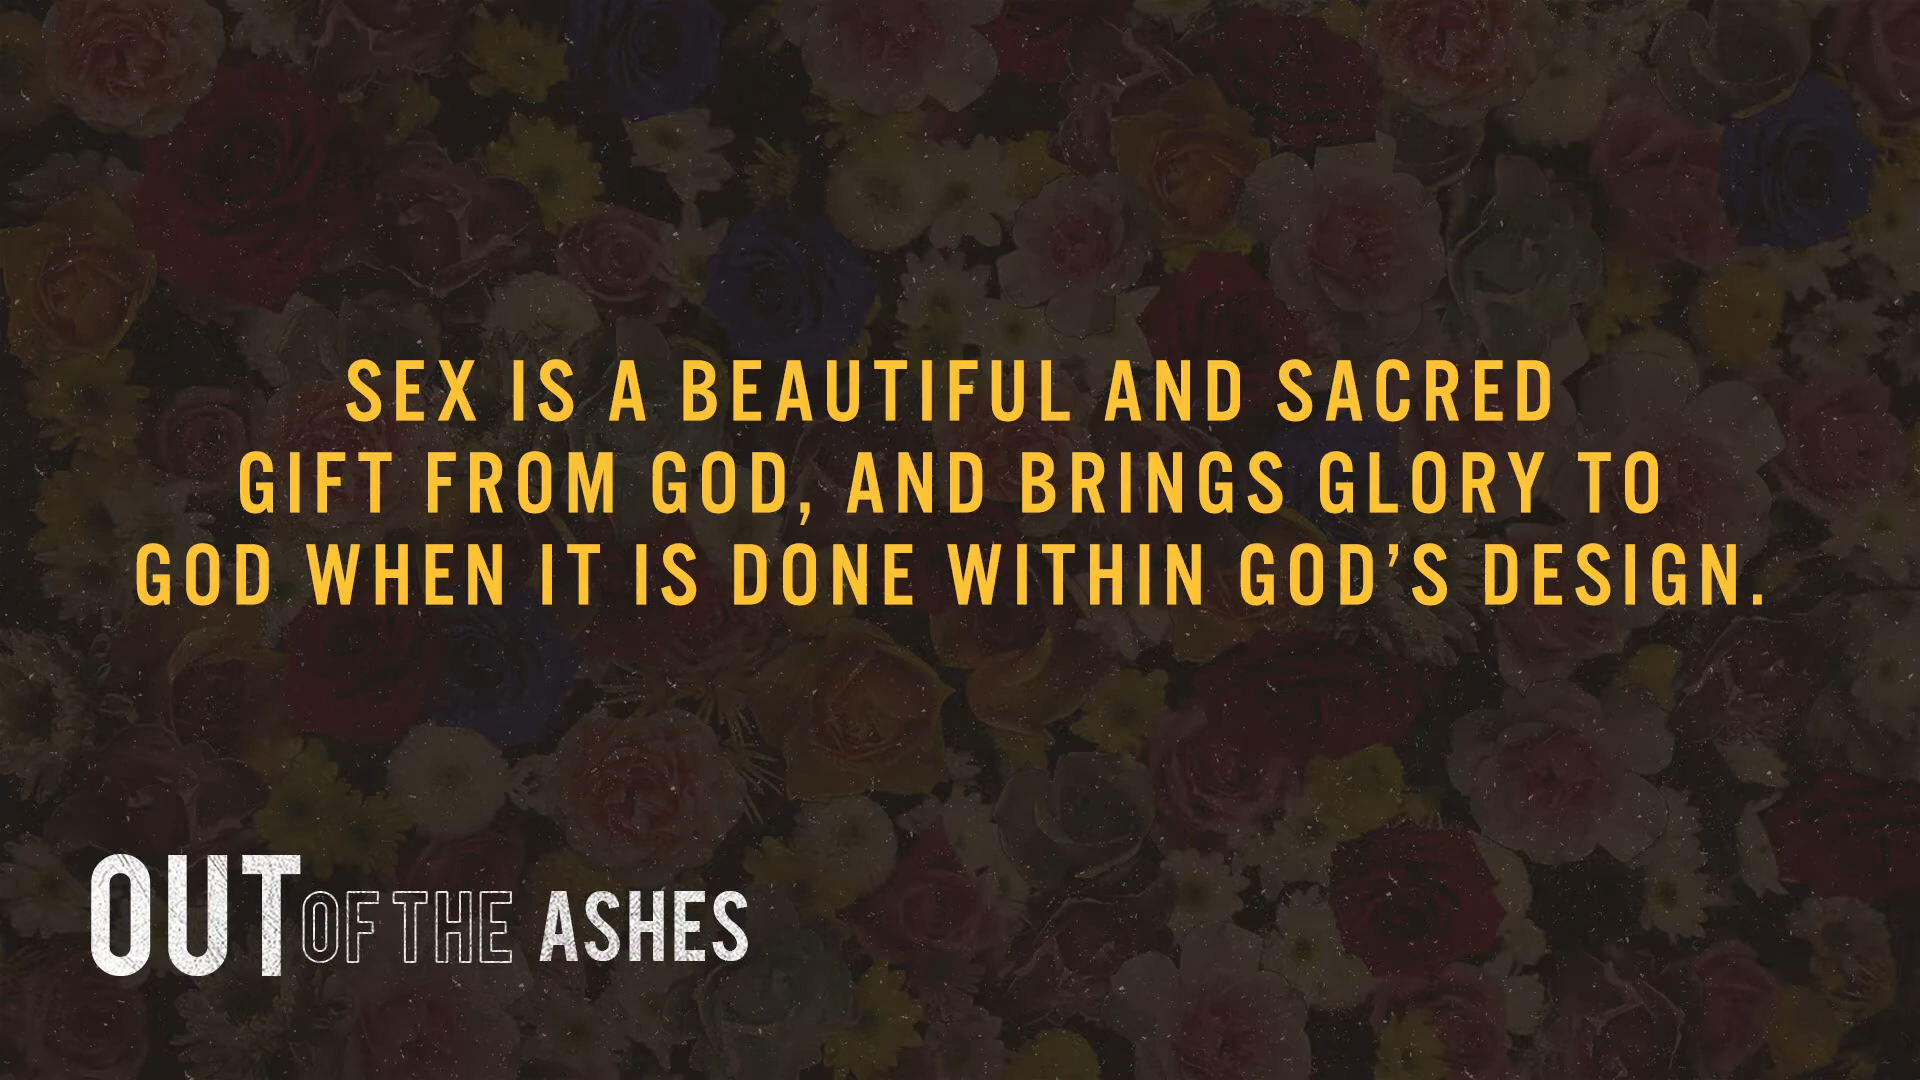 SEX IS A BEAUTIFUL AND SACRED
GIFT FROM GOD, AND BRINGS GLORY TO
GOD WHEN IT IS DONE WITHIN GOD’S DESIGN.
OUT OF THE ASHES